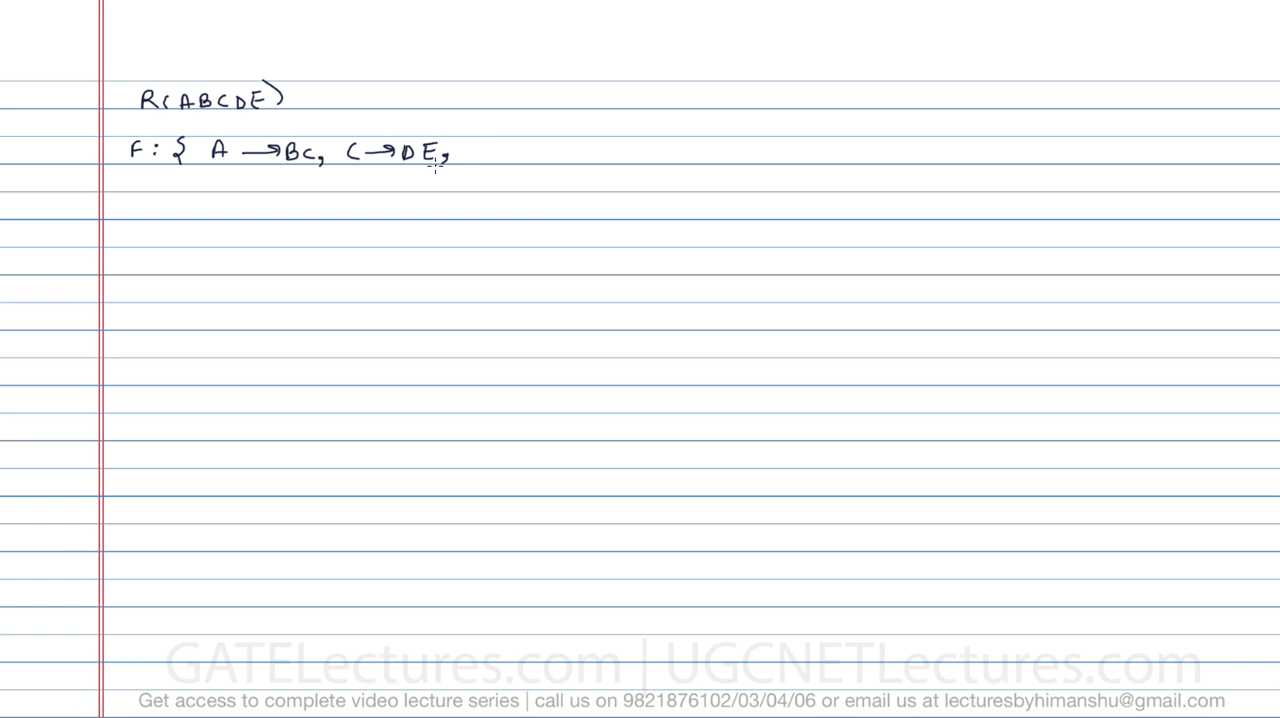 R(ABCDE)
F: { A → BC, C → DE,
GATELectures.com | UGCNETLectures.com
Get access to complete video lecture series | call us on 9821876102/03/04/06 or email us at lecturesbyhimanshu@gmail.com